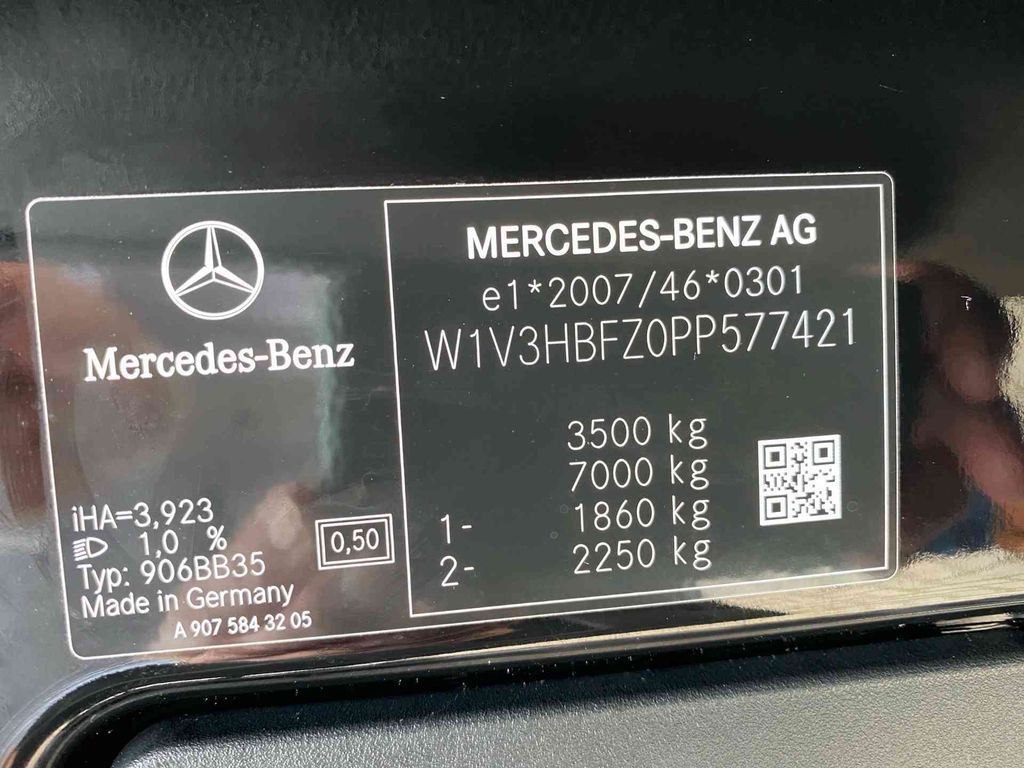 Mercedes-Benz
iHA=3,923
1,0 %
Typ: 906BB35
Made in Germany
A 907 584 32 05
0,50
MERCEDES-BENZ AG
e1*2007/46*0301
W1V3HBFZ0PP577421
3500 kg
7000 kg
1- 1860 kg
2- 2250 kg